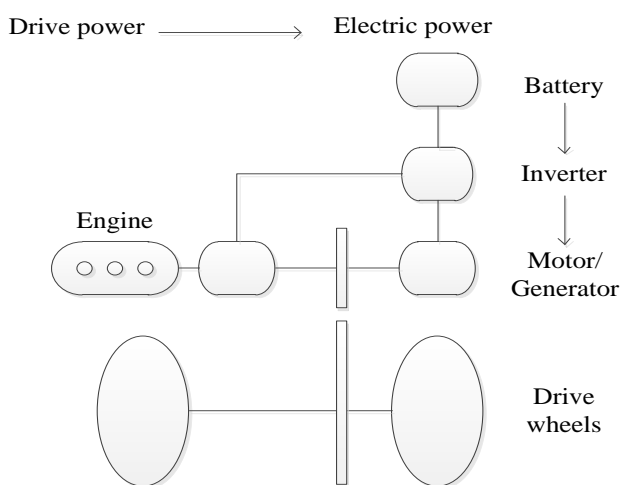 Drive power
Electric power
Battery
Inverter
Engine
Motor/
Generator
Drive
wheels